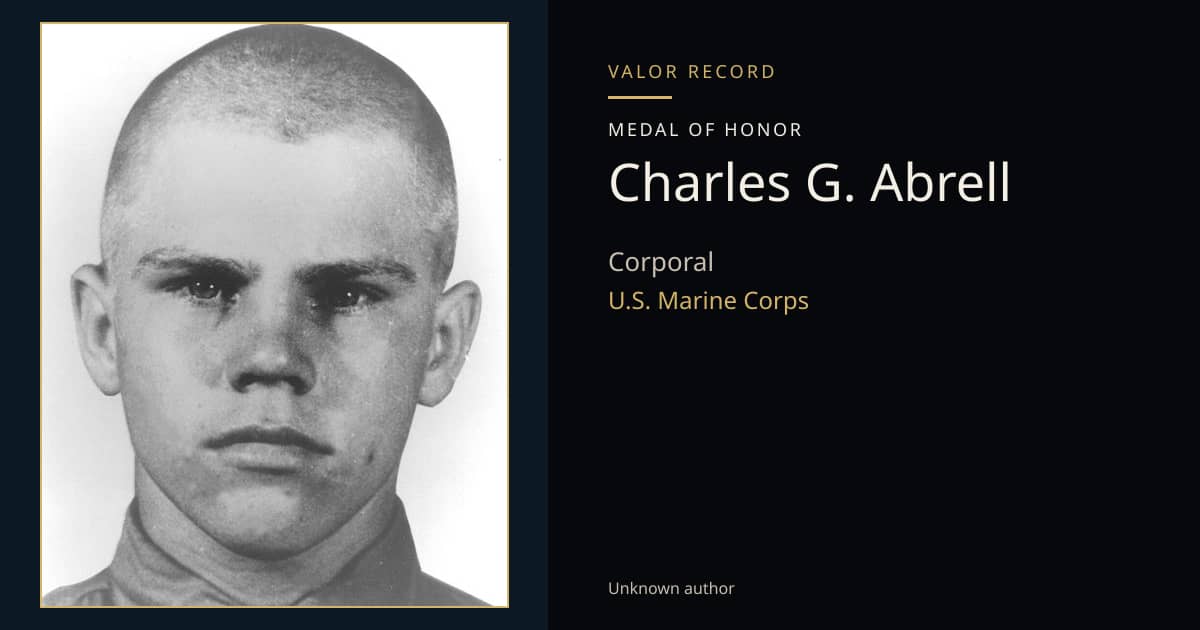 VALOR RECORD
MEDAL OF HONOR
Charles G. Abrell
Corporal
U.S. Marine Corps
Unknown author